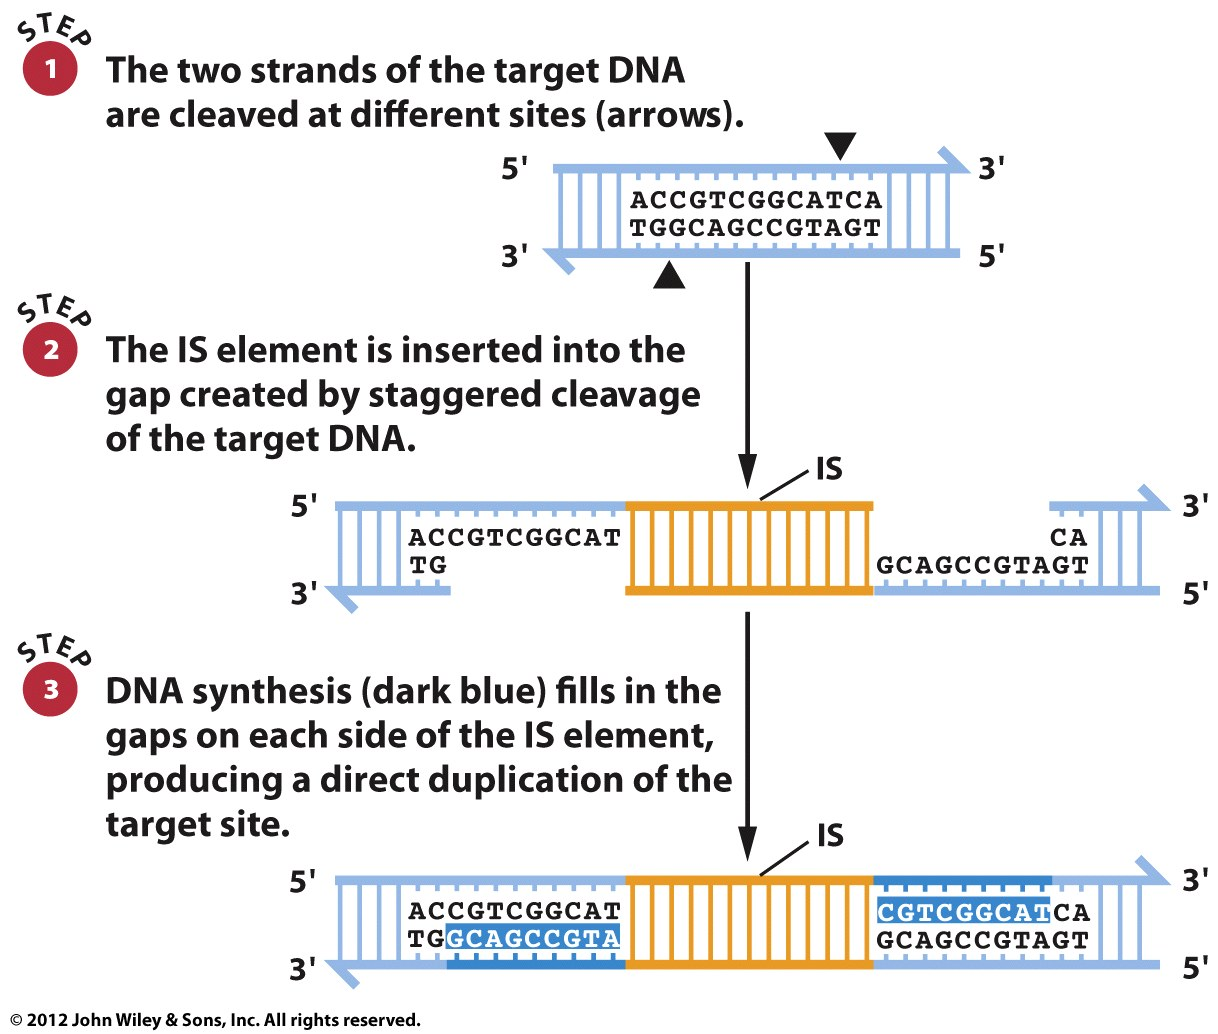 STEP
1
The two strands of the target DNA
are cleaved at different sites (arrows).
5' 3'
ACCGTCGGCATCA
TGGCAGCCGTAGT
3' 5'
STEP
2
The IS element is inserted into the
gap created by staggered cleavage
of the target DNA.
IS
5' 3'
ACCGTCGGCAT CA
TG GCAGCCGTAGT
3' 5'
STEP
3
DNA synthesis (dark blue) fills in the
gaps on each side of the IS element,
producing a direct duplication of the
target site.
IS
5' 3'
ACCGTCGGCAT CGTCGGCATCA
TGGCAGCCGTA GCAGCCGTAGT
3' 5'
© 2012 John Wiley & Sons, Inc. All rights reserved.